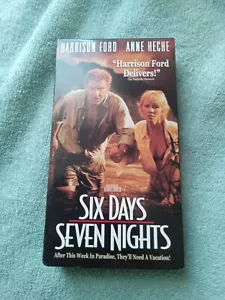 HARRISON FORD ANNE HECHE
"Harrison Ford
Delivers!"
SIX DAYS
SEVEN NIGHTS
After This Week In Paradise, They'll Need A Vacation!